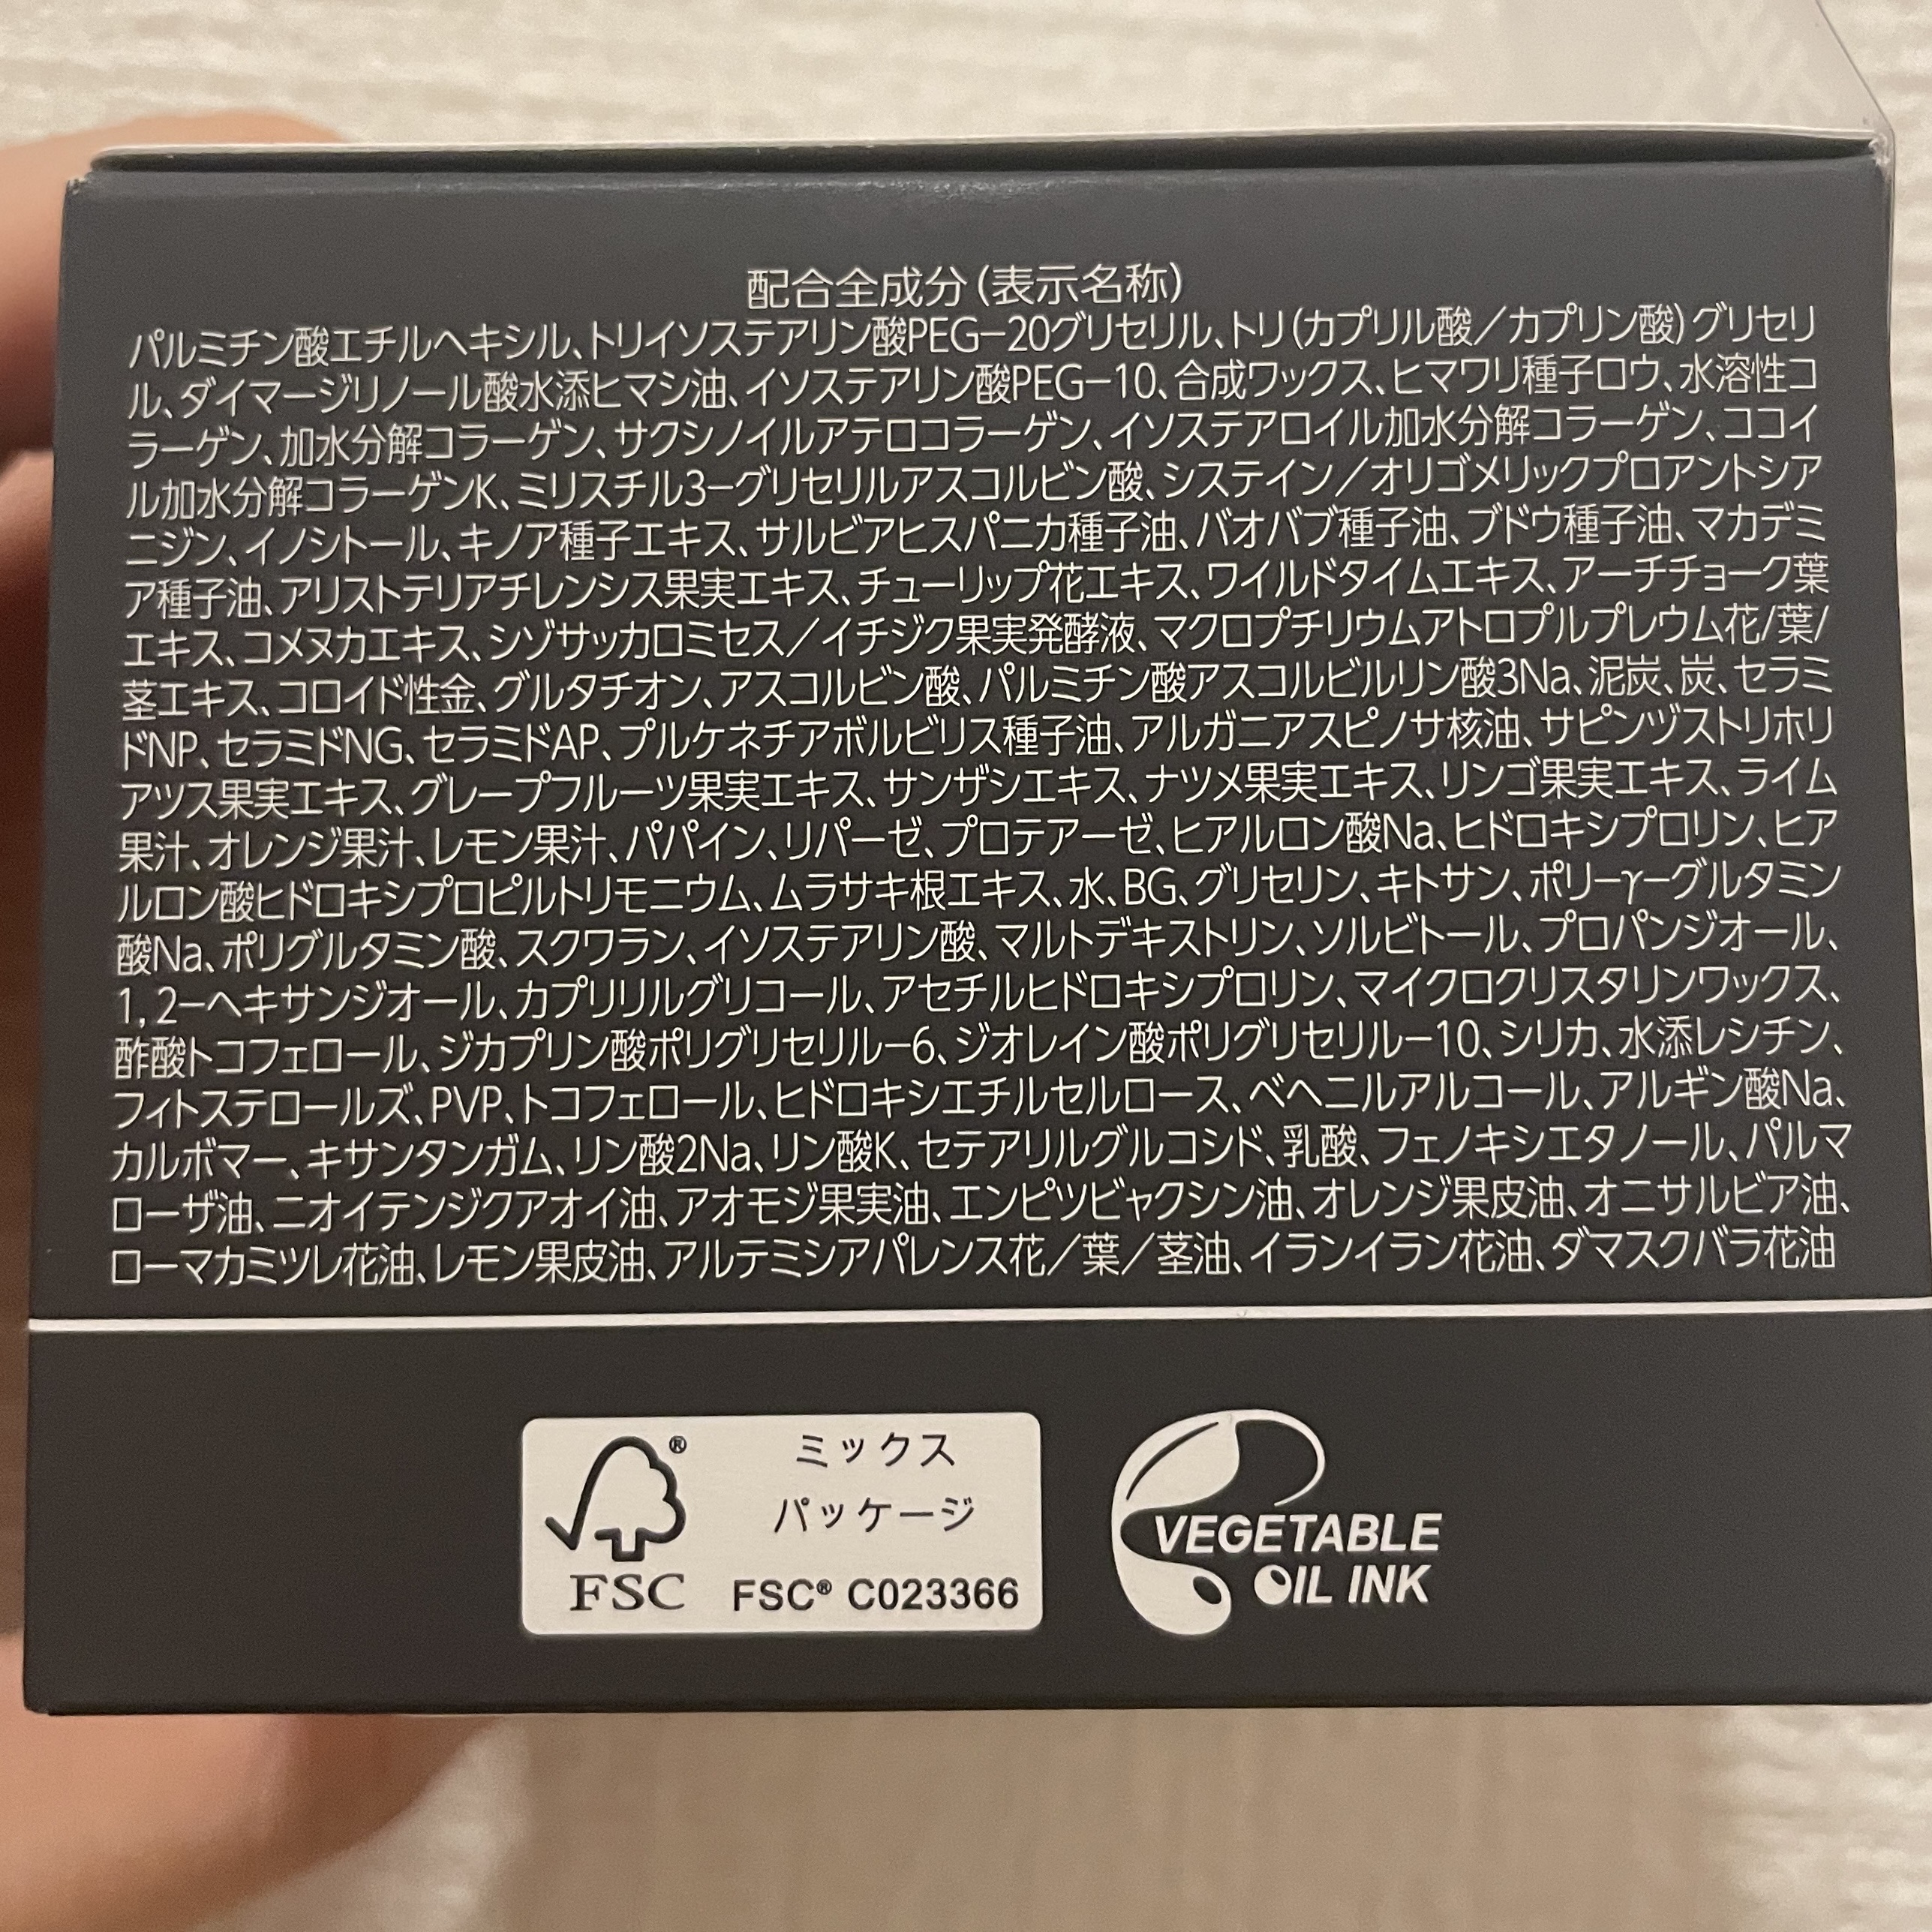 配合全成分(表示名称)
パルミチン酸エチルヘキシル、トリイソステアリン酸PEG−20グリセリル、トリ(カプリル酸／カプリン酸)グリセリ
ル、ダイマージリノール酸水添ヒマシ油、イソステアリン酸PEG−10、合成ワックス、ヒマワリ種子ロウ、水溶性コ
ラーゲン、加水分解コラーゲン、サクシノイルアテロコラーゲン、イソステアロイル加水分解コラーゲン、ココイ
ル加水分解コラーゲンK、ミリスチル3−グリセリルアスコルビン酸、システイン／オリゴメリックプロアントシア
ニジン、イノシトール、キノア種子エキス、サルビアヒスパニカ種子油、バオバブ種子油、ブドウ種子油、マカデミ
ア種子油、アリストテリアチレンシス果実エキス、チューリップ花エキス、ワイルドタイムエキス、アーチチョーク葉
エキス、コメヌカエキス、シゾサッカロミセス／イチジク果実発酵液、マクロプチリウムアトロプルプレウム花/葉/
茎エキス、コロイド性金、グルタチオン、アスコルビン酸、パルミチン酸アスコルビルリン酸3Na、泥炭、炭、セラミ
ドNP、セラミドNG、セラミドAP、プルケネチアボルビリス種子油、アルガニアスピノサ核油、サピンヅストリホリ
アツス果実エキス、グレープフルーツ果実エキス、サンザシエキス、ナツメ果実エキス、リンゴ果実エキス、ライム
果汁、オレンジ果汁、レモン果汁、パパイン、リパーゼ、プロテアーゼ、ヒアルロン酸Na、ヒドロキシプロリン、ヒア
ルロン酸ヒドロキシプロピルトリモニウム、ムラサキ根エキス、水、BG、グリセリン、キトサン、ポリ−γ−グルタミン
酸Na、ポリグルタミン酸、スクワラン、イソステアリン酸、マルトデキストリン、ソルビトール、プロパンジオール、
1,2−ヘキサンジオール、カプリリルグリコール、アセチルヒドロキシプロリン、マイクロクリスタリンワックス、
酢酸トコフェロール、ジカプリン酸ポリグリセリル−6、ジオレイン酸ポリグリセリル−10、シリカ、水添レシチン、
フィトステロールズ、PVP、トコフェロール、ヒドロキシエチルセルロース、ベヘニルアルコール、アルギン酸Na、
カルボマー、キサンタンガム、リン酸2Na、リン酸K、セテアリルグルコシド、乳酸、フェノキシエタノール、パルマ
ローザ油、ニオイテンジクアオイ油、アオモジ果実油、エンピツビャクシン油、オレンジ果皮油、オニサルビア油、
ローマカミツレ花油、レモン果皮油、アルテミシアパレンス花／葉／茎油、イランイラン花油、ダマスクバラ花油
®
FSC
ミックス
パッケージ
FSC® C023366
VEGETABLE
OIL INK